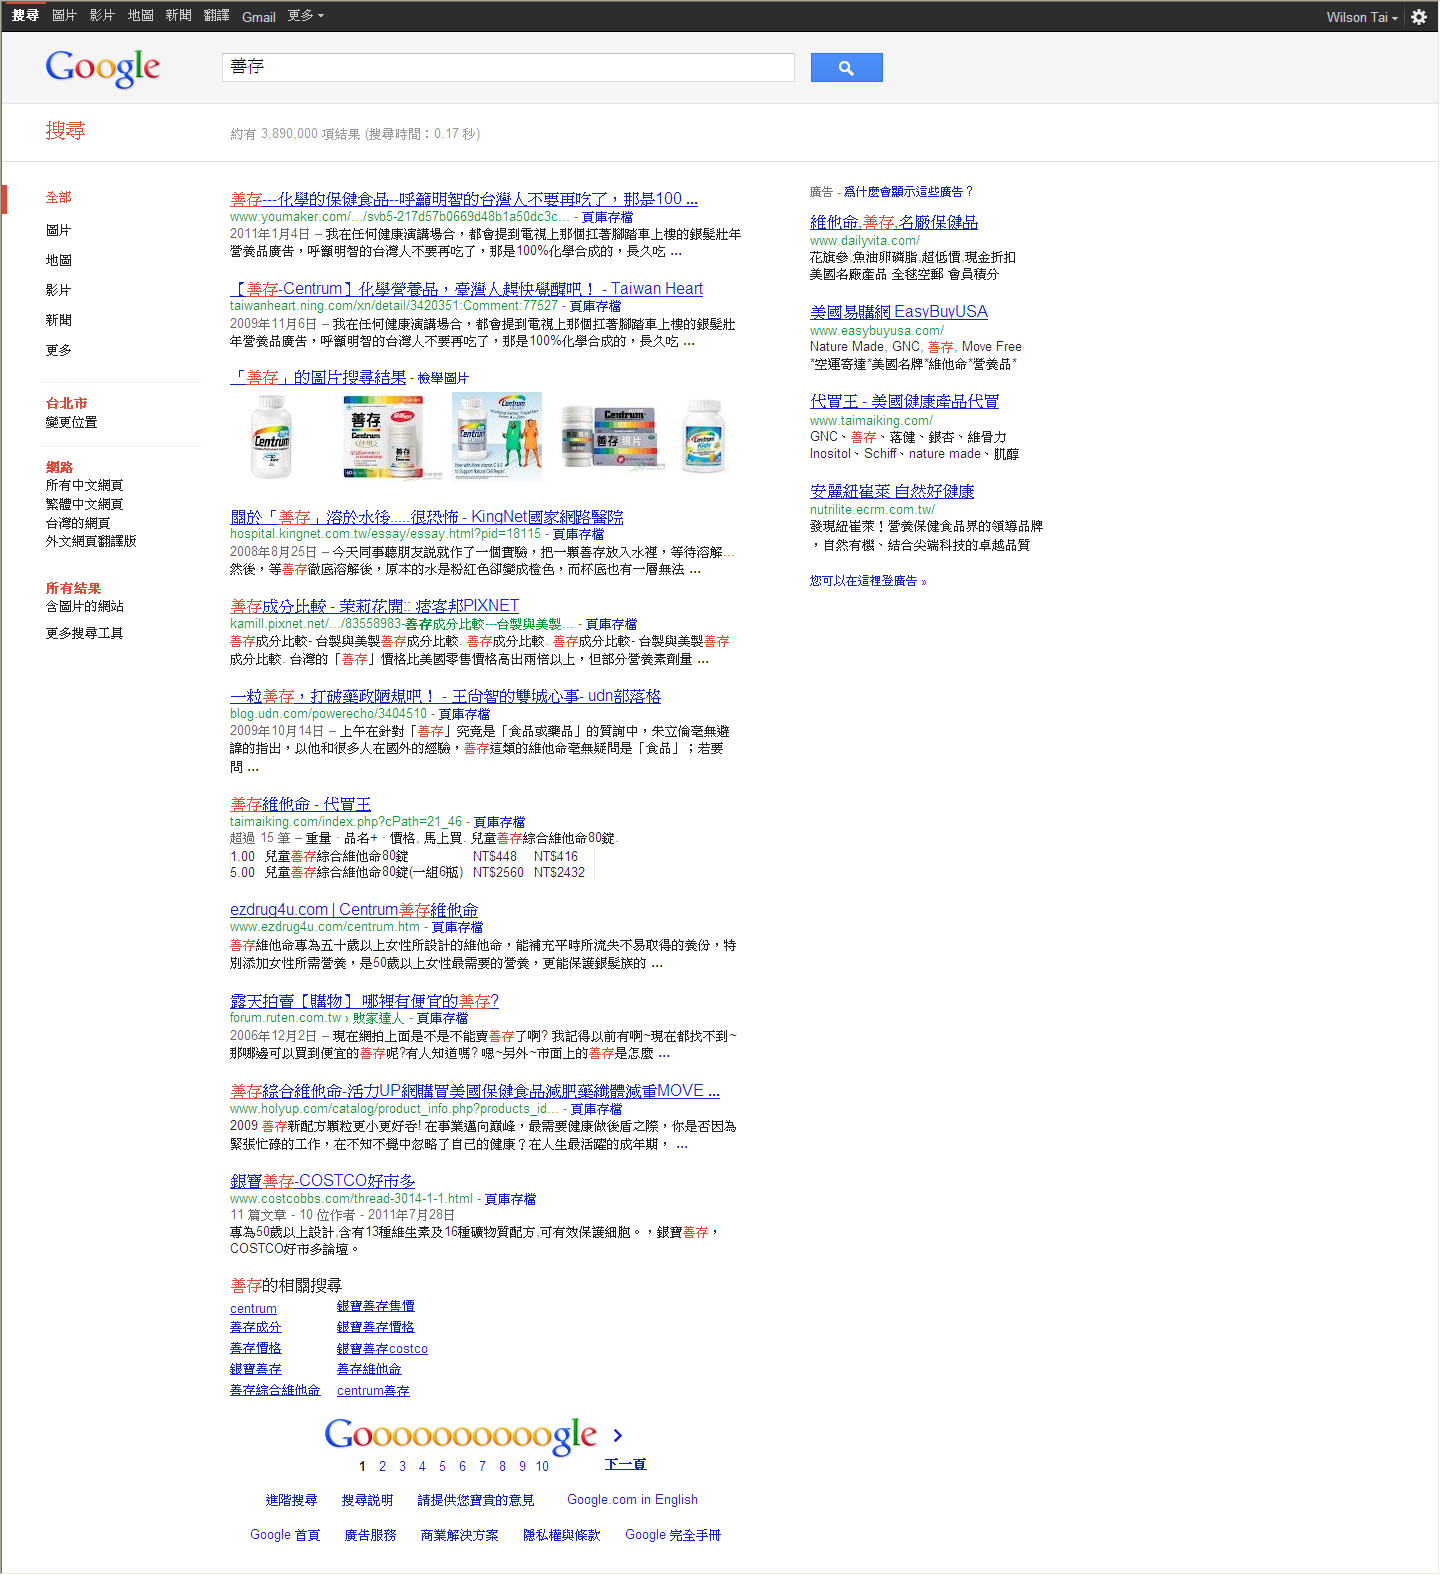 搜尋 圖片 影片 地圖 新聞 翻譯 Gmail 更多
Wilson Tai
Google
善存
搜尋
約有 3,890,000 項結果 (搜尋時間：0.17 秒)
全部
圖片
地圖
影片
新聞
更多
台北市
變更位置
網路
所有中文網頁
繁體中文網頁
台灣的網頁
外文網頁翻譯版
所有結果
含圖片的網站
更多搜尋工具
善存---化學的保健食品--呼籲明智的台灣人不要再吃了，那是100 ...
www.youmaker.com/.../svb5-217d57b0669d48b1a50dc3c... - 頁庫存檔
2011年1月4日 – 我在任何健康演講場合，都會提到電視上那個扛著腳踏車上樓的銀髮壯年
營養品廣告，呼籲明智的台灣人不要再吃了，那是100%化學合成的，長久吃 ...
【善存-Centrum】化學營養品，臺灣人趕快覺醒吧！ - Taiwan Heart
taiwanheart.ning.com/xn/detail/3420351:Comment:77527 - 頁庫存檔
2009年11月6日 – 我在任何健康演講場合，都會提到電視上那個扛著腳踏車上樓的銀髮壯
年營養品廣告，呼籲明智的台灣人不要再吃了，那是100%化學合成的，長久吃 ...
「善存」的圖片搜尋結果 - 檢舉圖片
Centrum
善存
Centrum
善存
Centrum
善存 银片
Centrum
Kids
關於「善存」溶於水後.....很恐怖 - KingNet國家網路醫院
hospital.kingnet.com.tw/essay/essay.html?pid=18115 - 頁庫存檔
2008年8月25日 – 今天同事聽朋友說就作了一個實驗，把一顆善存放入水裡，等待溶解...
然後，等善存徹底溶解後，原本的水是粉紅色卻變成橙色，而杯底也有一層無法 ...
善存成分比較 - 茉莉花開:: 痞客邦PIXNET
kamill.pixnet.net/.../83558983-善存成分比較---台製與美製... - 頁庫存檔
善存成分比較- 台製與美製善存成分比較. 善存成分比較. 善存成分比較- 台製與美製善存
成分比較. 台灣的「善存」價格比美國零售價格高出兩倍以上，但部分營養素劑量 ...
一粒善存，打破藥政陋規吧！ - 王尚智的雙城心事- udn部落格
blog.udn.com/powerecho/3404510 - 頁庫存檔
2009年10月14日 – 上午在針對「善存」究竟是「食品或藥品」的質詢中，朱立倫毫無避
諱的指出，以他和很多人在國外的經驗，善存這類的維他命毫無疑問是「食品」；若要
問 ...
善存維他命 - 代買王
taimaiking.com/index.php?cPath=21_46 - 頁庫存檔
超過 15 筆 – 重量 · 品名+ · 價格, 馬上買. 兒童善存綜合維他命80錠.
1.00 兒童善存綜合維他命80錠 NT$448 NT$416
5.00 兒童善存綜合維他命80錠(一組6瓶) NT$2560 NT$2432
ezdrug4u.com | Centrum善存維他命
www.ezdrug4u.com/centrum.htm - 頁庫存檔
善存維他命專為五十歲以上女性所設計的維他命，能補充平時所流失不易取得的養份，特
別添加女性所需營養，是50歲以上女性最需要的營養，更能保護銀髮族的 ...
露天拍賣【購物】 哪裡有便宜的善存?
forum.ruten.com.tw › 敗家達人 - 頁庫存檔
2006年12月2日 – 現在網拍上面是不是不能賣善存了啊? 我記得以前有啊~現在都找不到~
那哪邊可以買到便宜的善存呢?有人知道嗎? 嗯~另外~市面上的善存是怎麼 ...
善存綜合維他命-活力UP網購買美國保健食品減肥藥纖體減重MOVE ...
www.holyup.com/catalog/product_info.php?products_id... - 頁庫存檔
2009 善存新配方顆粒更小更好吞! 在事業邁向巔峰，最需要健康做後盾之際，你是否因為
緊張忙碌的工作，在不知不覺中忽略了自己的健康？在人生最活躍的成年期， ...
銀寶善存-COSTCO好市多
www.costcobbs.com/thread-3014-1-1.html - 頁庫存檔
11 篇文章 - 10 位作者 - 2011年7月28日
專為50歲以上設計,含有13種維生素及16種礦物質配方,可有效保護細胞。，銀寶善存，
COSTCO好市多論壇。
善存的相關搜尋
centrum 銀寶善存售價
善存成分 銀寶善存價格
善存價格 銀寶善存costco
銀寶善存 善存維他命
善存綜合維他命 centrum善存
Goooooooooogle
1 2 3 4 5 6 7 8 9 10 下一頁
進階搜尋 搜尋說明 請提供您寶貴的意見 Google.com in English
Google 首頁 廣告服務 商業解決方案 隱私權與條款 Google 完全手冊
廣告 - 為什麼會顯示這些廣告？
維他命,善存,名廠保健品
www.dailyvita.com/
花旗參,魚油卵磷脂,超低價,現金折扣
美國名廠產品 全毬空郵 會員積分
美國易購網 EasyBuyUSA
www.easybuyusa.com/
Nature Made, GNC, 善存, Move Free
*空運寄達*美國名牌*維他命*營養品*
代買王 - 美國健康產品代買
www.taimaiking.com/
GNC、善存、落健、銀杏、維骨力
Inositol、Schiff、nature made、肌醇
安麗紐崔萊 自然好健康
nutrilite.ecrm.com.tw/
發現紐崔萊！營養保健食品界的領導品牌
，自然有機、結合尖端科技的卓越品質
您可以在這裡登廣告 »